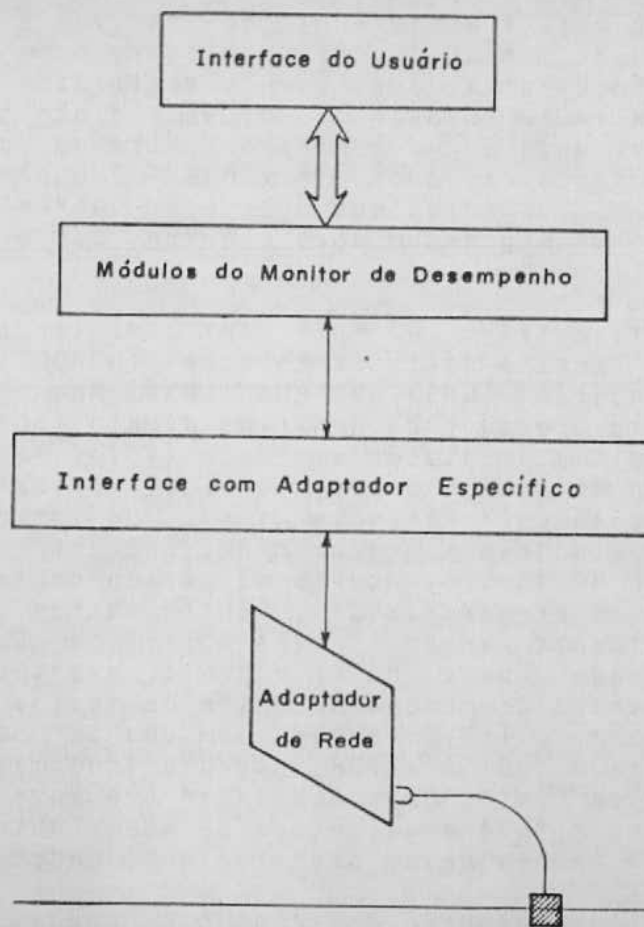 Interface do Usuário
Módulos do Monitor de Desempenho
Interface com Adaptador Específico
Adaptador
de Rede